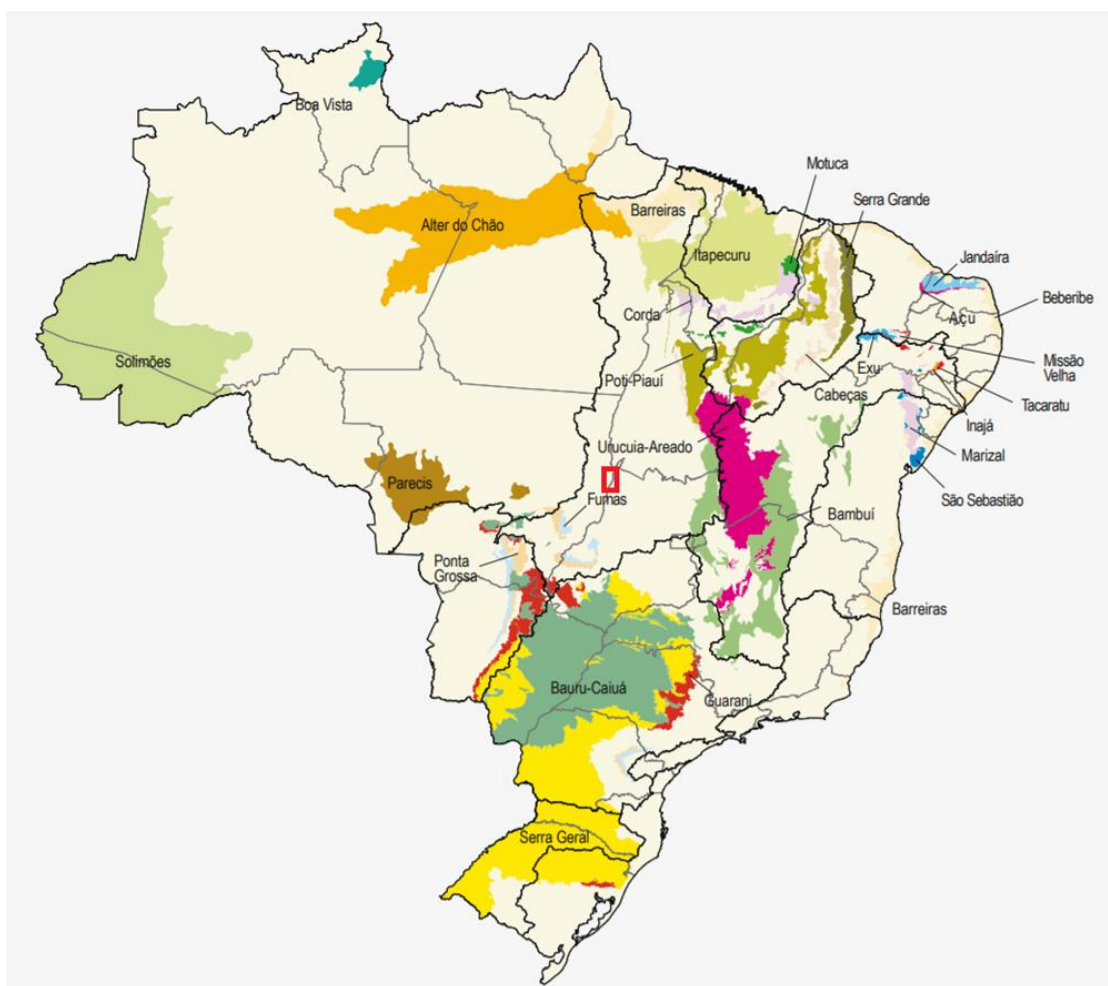 Boa Vista
Motuca
Serra Grande
Barreiras
Alter do Chão
Itapecuru
Jandaíra
Beberibe
Corda
Açu
Solimões
Missão
Velha
Poti-Piauí
Exu
Cabeças
Tacaratu
Inajá
Urucuia-Areado
Marizal
Parecis
São Sebastião
Furnas
Bambuí
Ponta
Grossa
Barreiras
Bauru-Caiuá
Guarani
Serra Geral